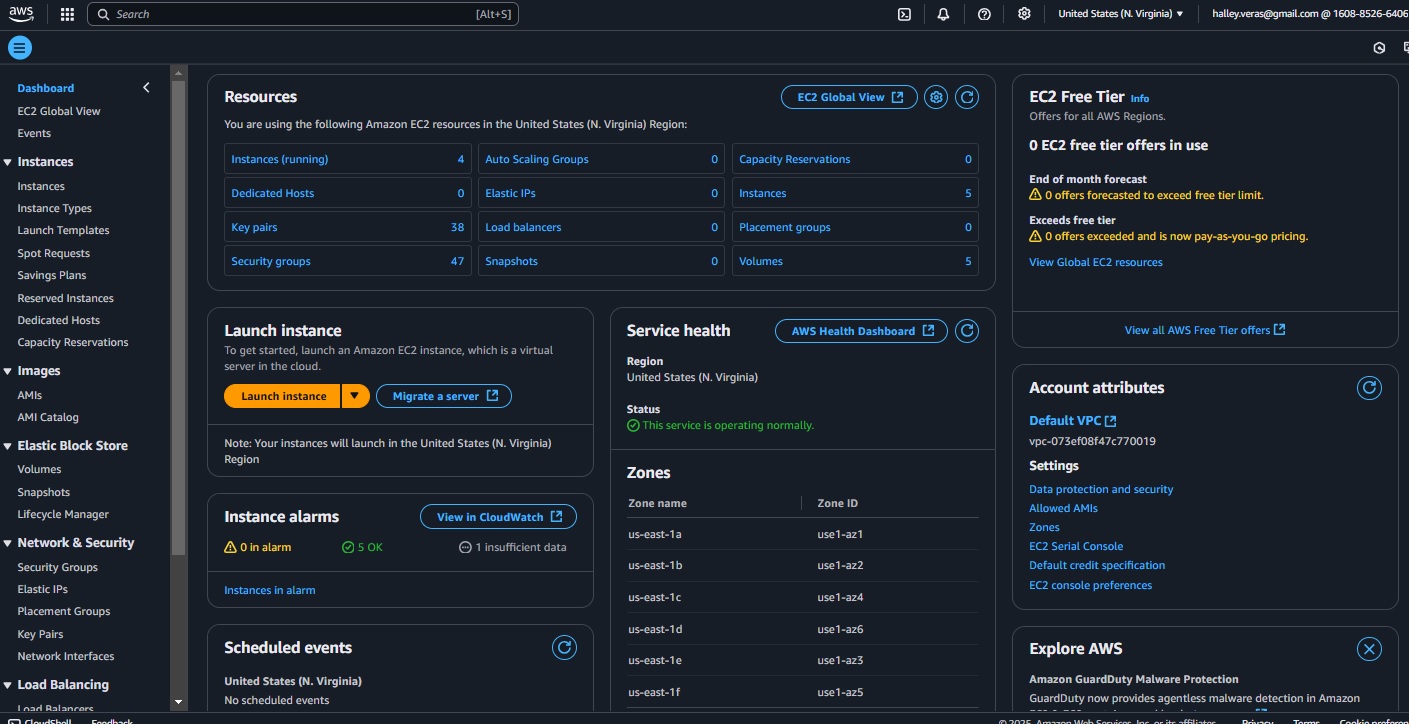 aws
Search [Alt+S]
United States (N. Virginia)
halley.veras@gmail.com @ 1608-8526-6406
Dashboard
EC2 Global View
Events
Instances
Instances
Instance Types
Launch Templates
Spot Requests
Savings Plans
Reserved Instances
Dedicated Hosts
Capacity Reservations
Images
AMIs
AMI Catalog
Elastic Block Store
Volumes
Snapshots
Lifecycle Manager
Network & Security
Security Groups
Elastic IPs
Placement Groups
Key Pairs
Network Interfaces
Load Balancing
Load Balancers
Resources
EC2 Global View
You are using the following Amazon EC2 resources in the United States (N. Virginia) Region:
Instances (running) 4
Auto Scaling Groups 0
Capacity Reservations 0
Dedicated Hosts 0
Elastic IPs 0
Instances 5
Key pairs 38
Load balancers 0
Placement groups 0
Security groups 47
Snapshots 0
Volumes 5
Launch instance
To get started, launch an Amazon EC2 instance, which is a virtual
server in the cloud.
Launch instance
Migrate a server
Note: Your instances will launch in the United States (N. Virginia)
Region
Instance alarms
View in CloudWatch
0 in alarm
5 OK
1 insufficient data
Instances in alarm
Scheduled events
United States (N. Virginia)
No scheduled events
Service health
AWS Health Dashboard
Region
United States (N. Virginia)
Status
This service is operating normally.
Zones
Zone name Zone ID
us-east-1a use1-az1
us-east-1b use1-az2
us-east-1c use1-az4
us-east-1d use1-az6
us-east-1e use1-az3
us-east-1f use1-az5
EC2 Free Tier Info
Offers for all AWS Regions.
0 EC2 free tier offers in use
End of month forecast
0 offers forecasted to exceed free tier limit.
Exceeds free tier
0 offers exceeded and is now pay-as-you-go pricing.
View Global EC2 resources
View all AWS Free Tier offers
Account attributes
Default VPC
vpc-073ef08f47c770019
Settings
Data protection and security
Allowed AMIs
Zones
EC2 Serial Console
Default credit specification
EC2 console preferences
Explore AWS
Amazon GuardDuty Malware Protection
GuardDuty now provides agentless malware detection in Amazon
CloudShell Feedback
© 2025, Amazon Web Services, Inc. or its affiliates. Privacy Terms Cookie